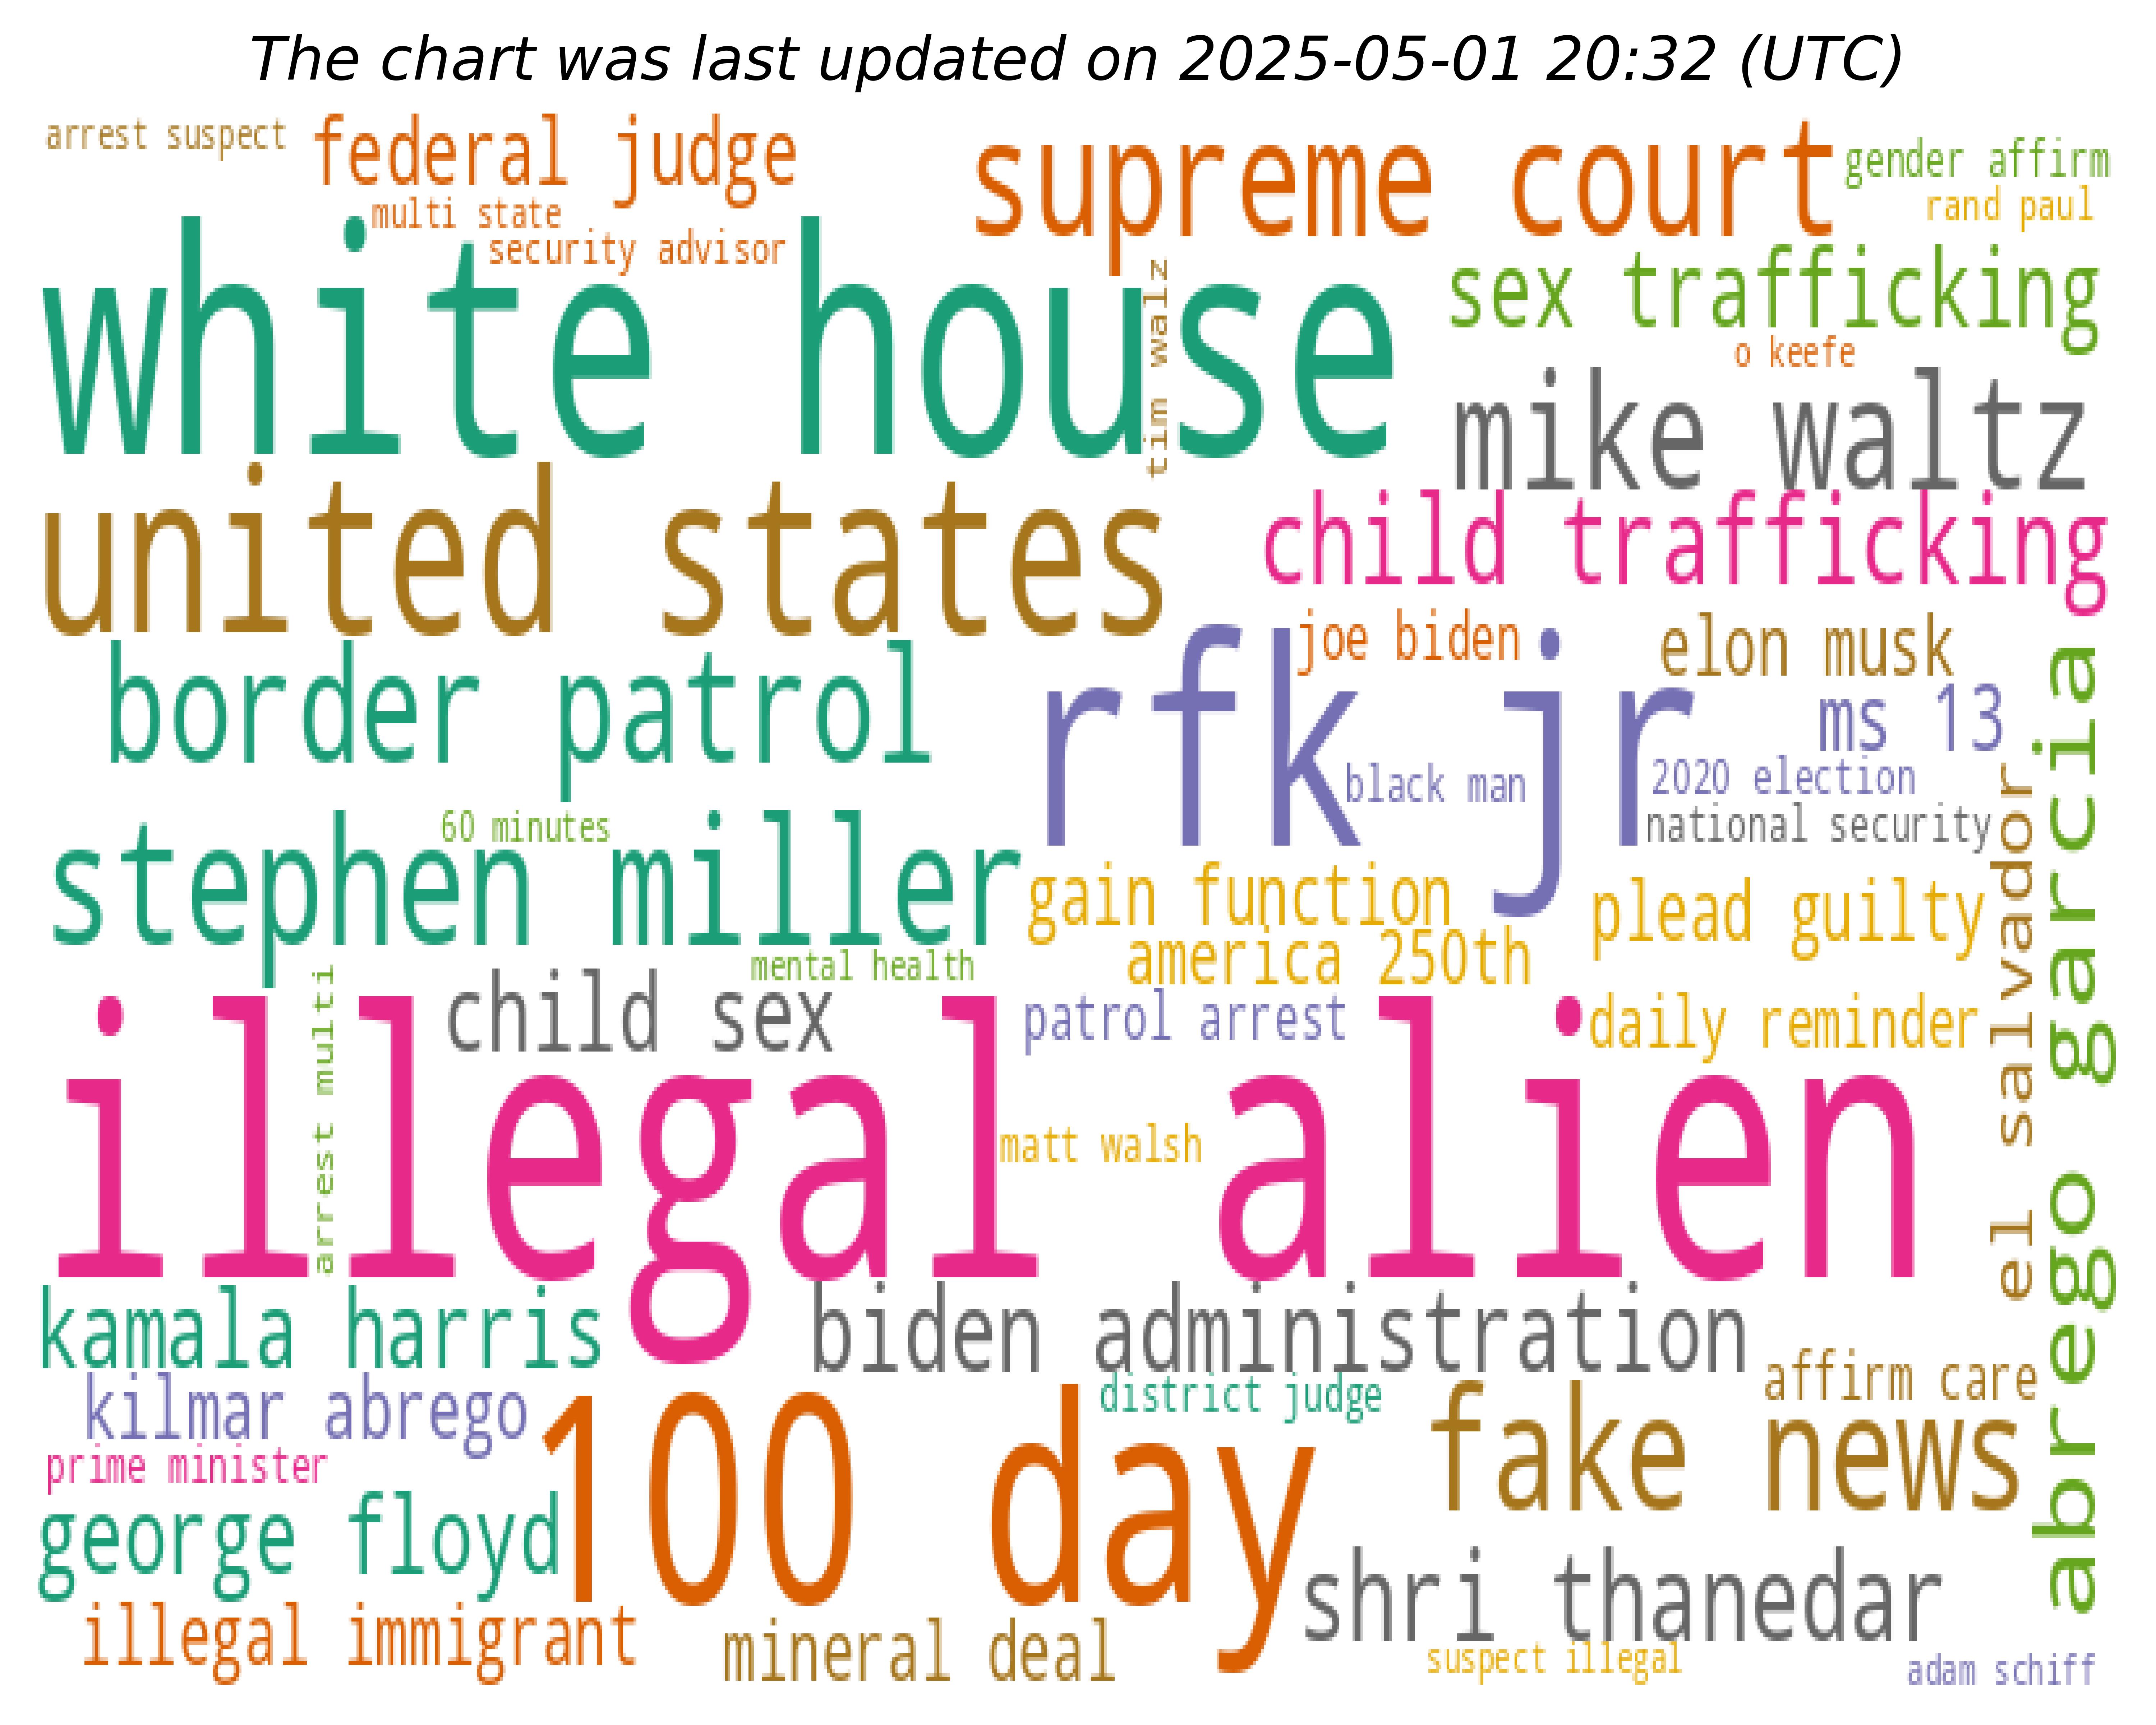 The chart was last updated on 2025-05-01 20:32 (UTC)
arrest suspect
federal judge
supreme court
gender affirm
multi state
rand paul
security advisor
white house
tim walz
sex trafficking
o keefe
mike waltz
united states
child trafficking
joe biden
elon musk
border patrol
rfk jr
ms 13
black man
2020 election
national security
60 minutes
stephen miller
gain function
plead guilty
america 250th
mental health
child sex
patrol arrest
daily reminder
el salvador
abrego garcia
arrest multi
illegal alien
matt walsh
kamala harris
biden administration
kilmar abrego
district judge
affirm care
100 day
fake news
prime minister
george floyd
shri thanedar
illegal immigrant
mineral deal
suspect illegal
adam schiff